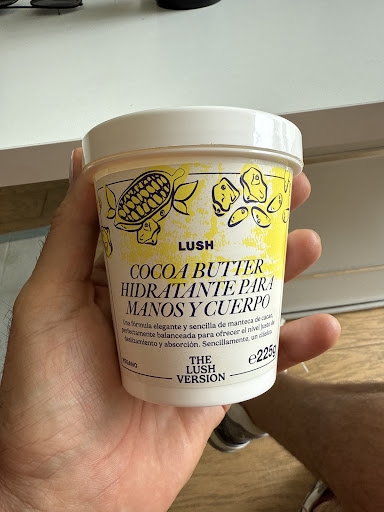 LUSH
COCOA BUTTER
HIDRATANTE PARA
MANOS Y CUERPO
Una fórmula elegante y sencilla de manteca de cacao,
perfectamente balanceada para ofrecer el nivel justo de
deslizamiento y absorción. Sencillamente, un clásico
VEGANO
THE
LUSH
VERSION
℮225g